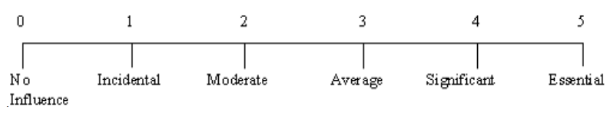 0 1 2 3 4 5
No Incidental Moderate Average Significant Essential
Influence